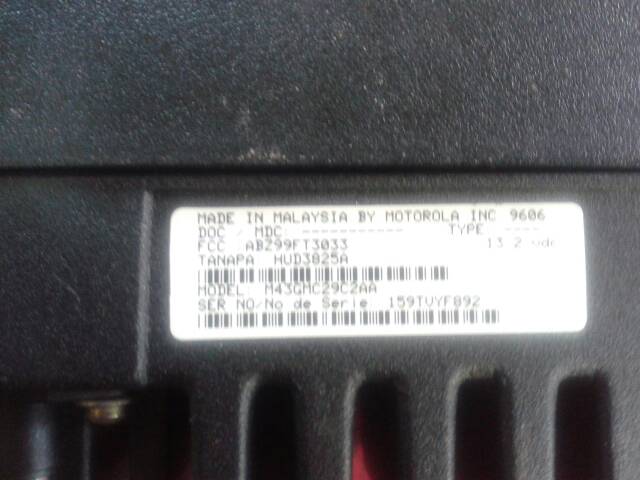 MADE IN MALAYSIA BY MOTOROLA INC 9606
DOC / MDC: ----------- TYPE ----
FCC ABZ99FT3033 13.2 vdc
TANAPA HUD3825A
MODEL M43GMC29C2AA
SER NO/No de Serie 159TVYF892